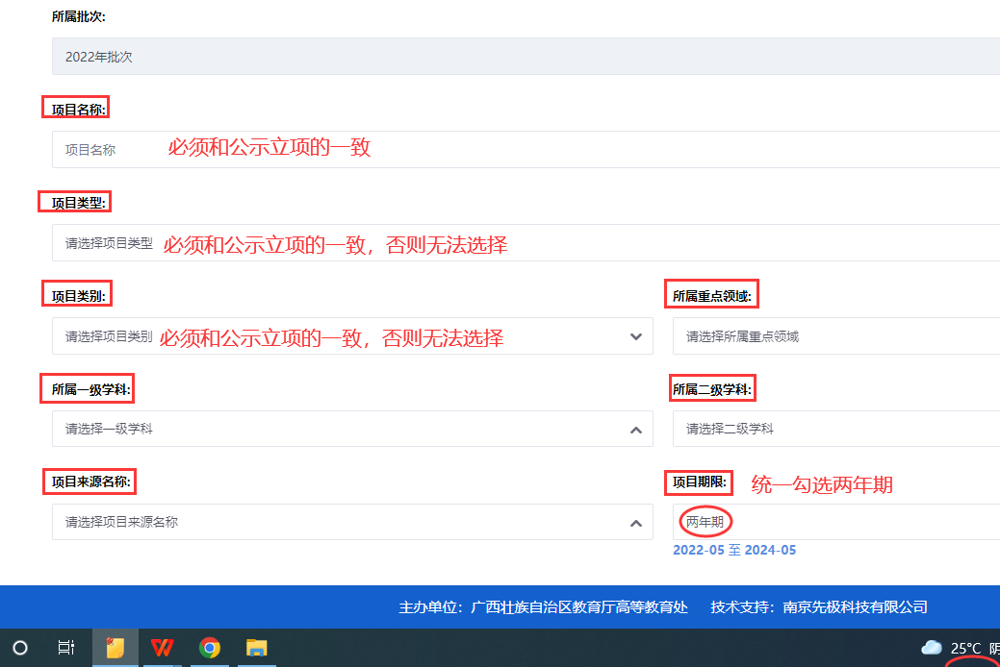 所属批次:
2022年批次
项目名称:
项目名称 必须和公示立项的一致
项目类型:
请选择项目类型 必须和公示立项的一致，否则无法选择
项目类别: 所属重点领域:
请选择项目类别 必须和公示立项的一致，否则无法选择 请选择所属重点领域
所属一级学科: 所属二级学科:
请选择一级学科 请选择二级学科
项目来源名称: 项目期限: 统一勾选两年期
请选择项目来源名称 两年期
2022-05 至 2024-05
主办单位：广西壮族自治区教育厅高等教育处 技术支持：南京先极科技有限公司
25°C 阴